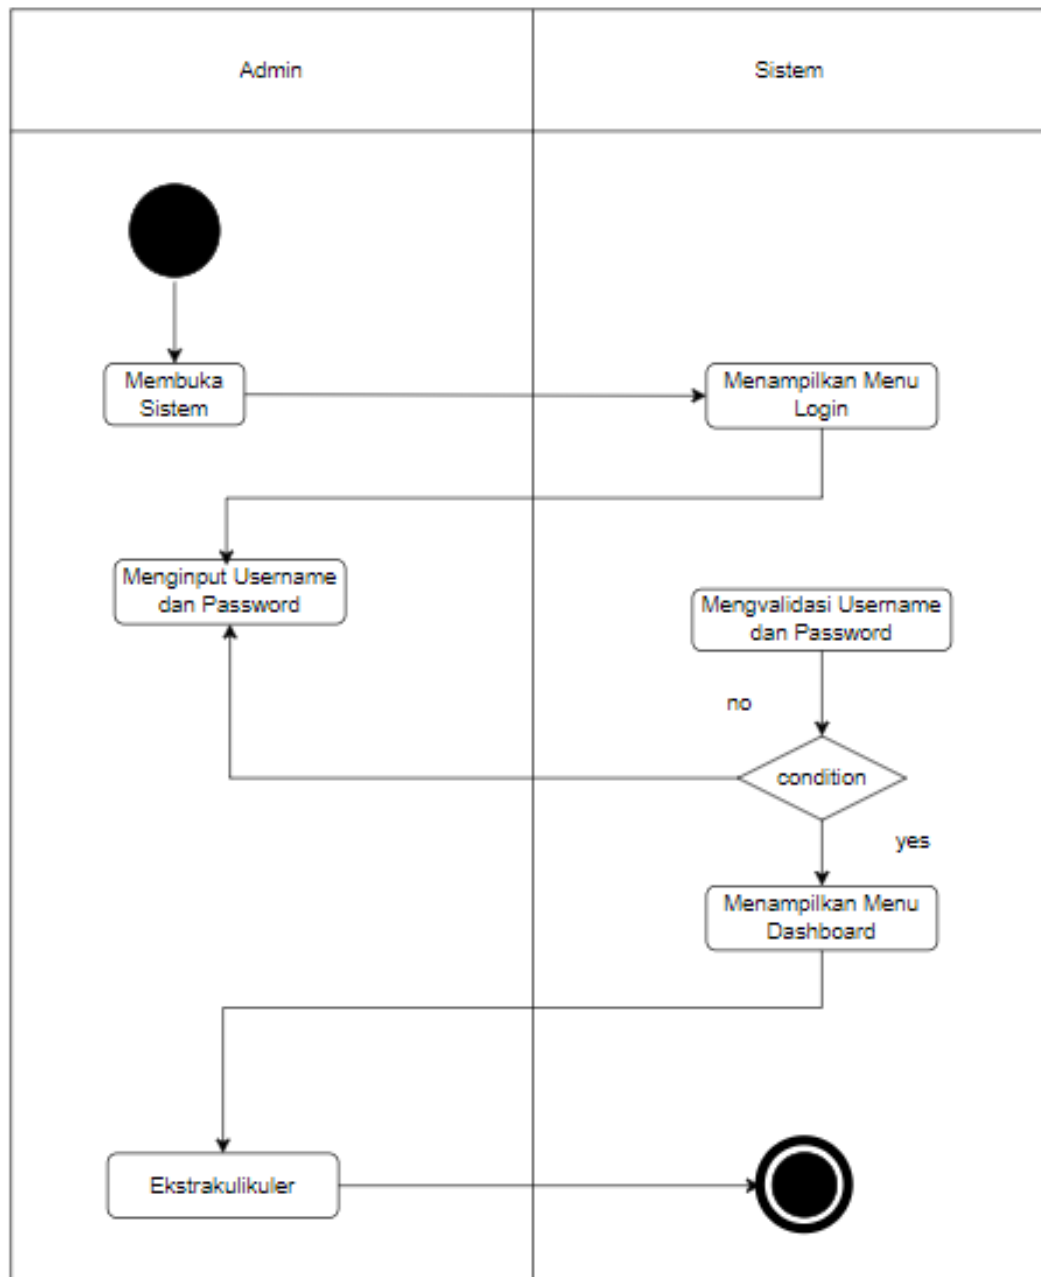 Admin
Sistem
Membuka
Sistem
Menampilkan Menu
Login
Menginput Username
dan Password
Mengvalidasi Username
dan Password
no
condition
yes
Menampilkan Menu
Dashboard
Ekstrakulikuler